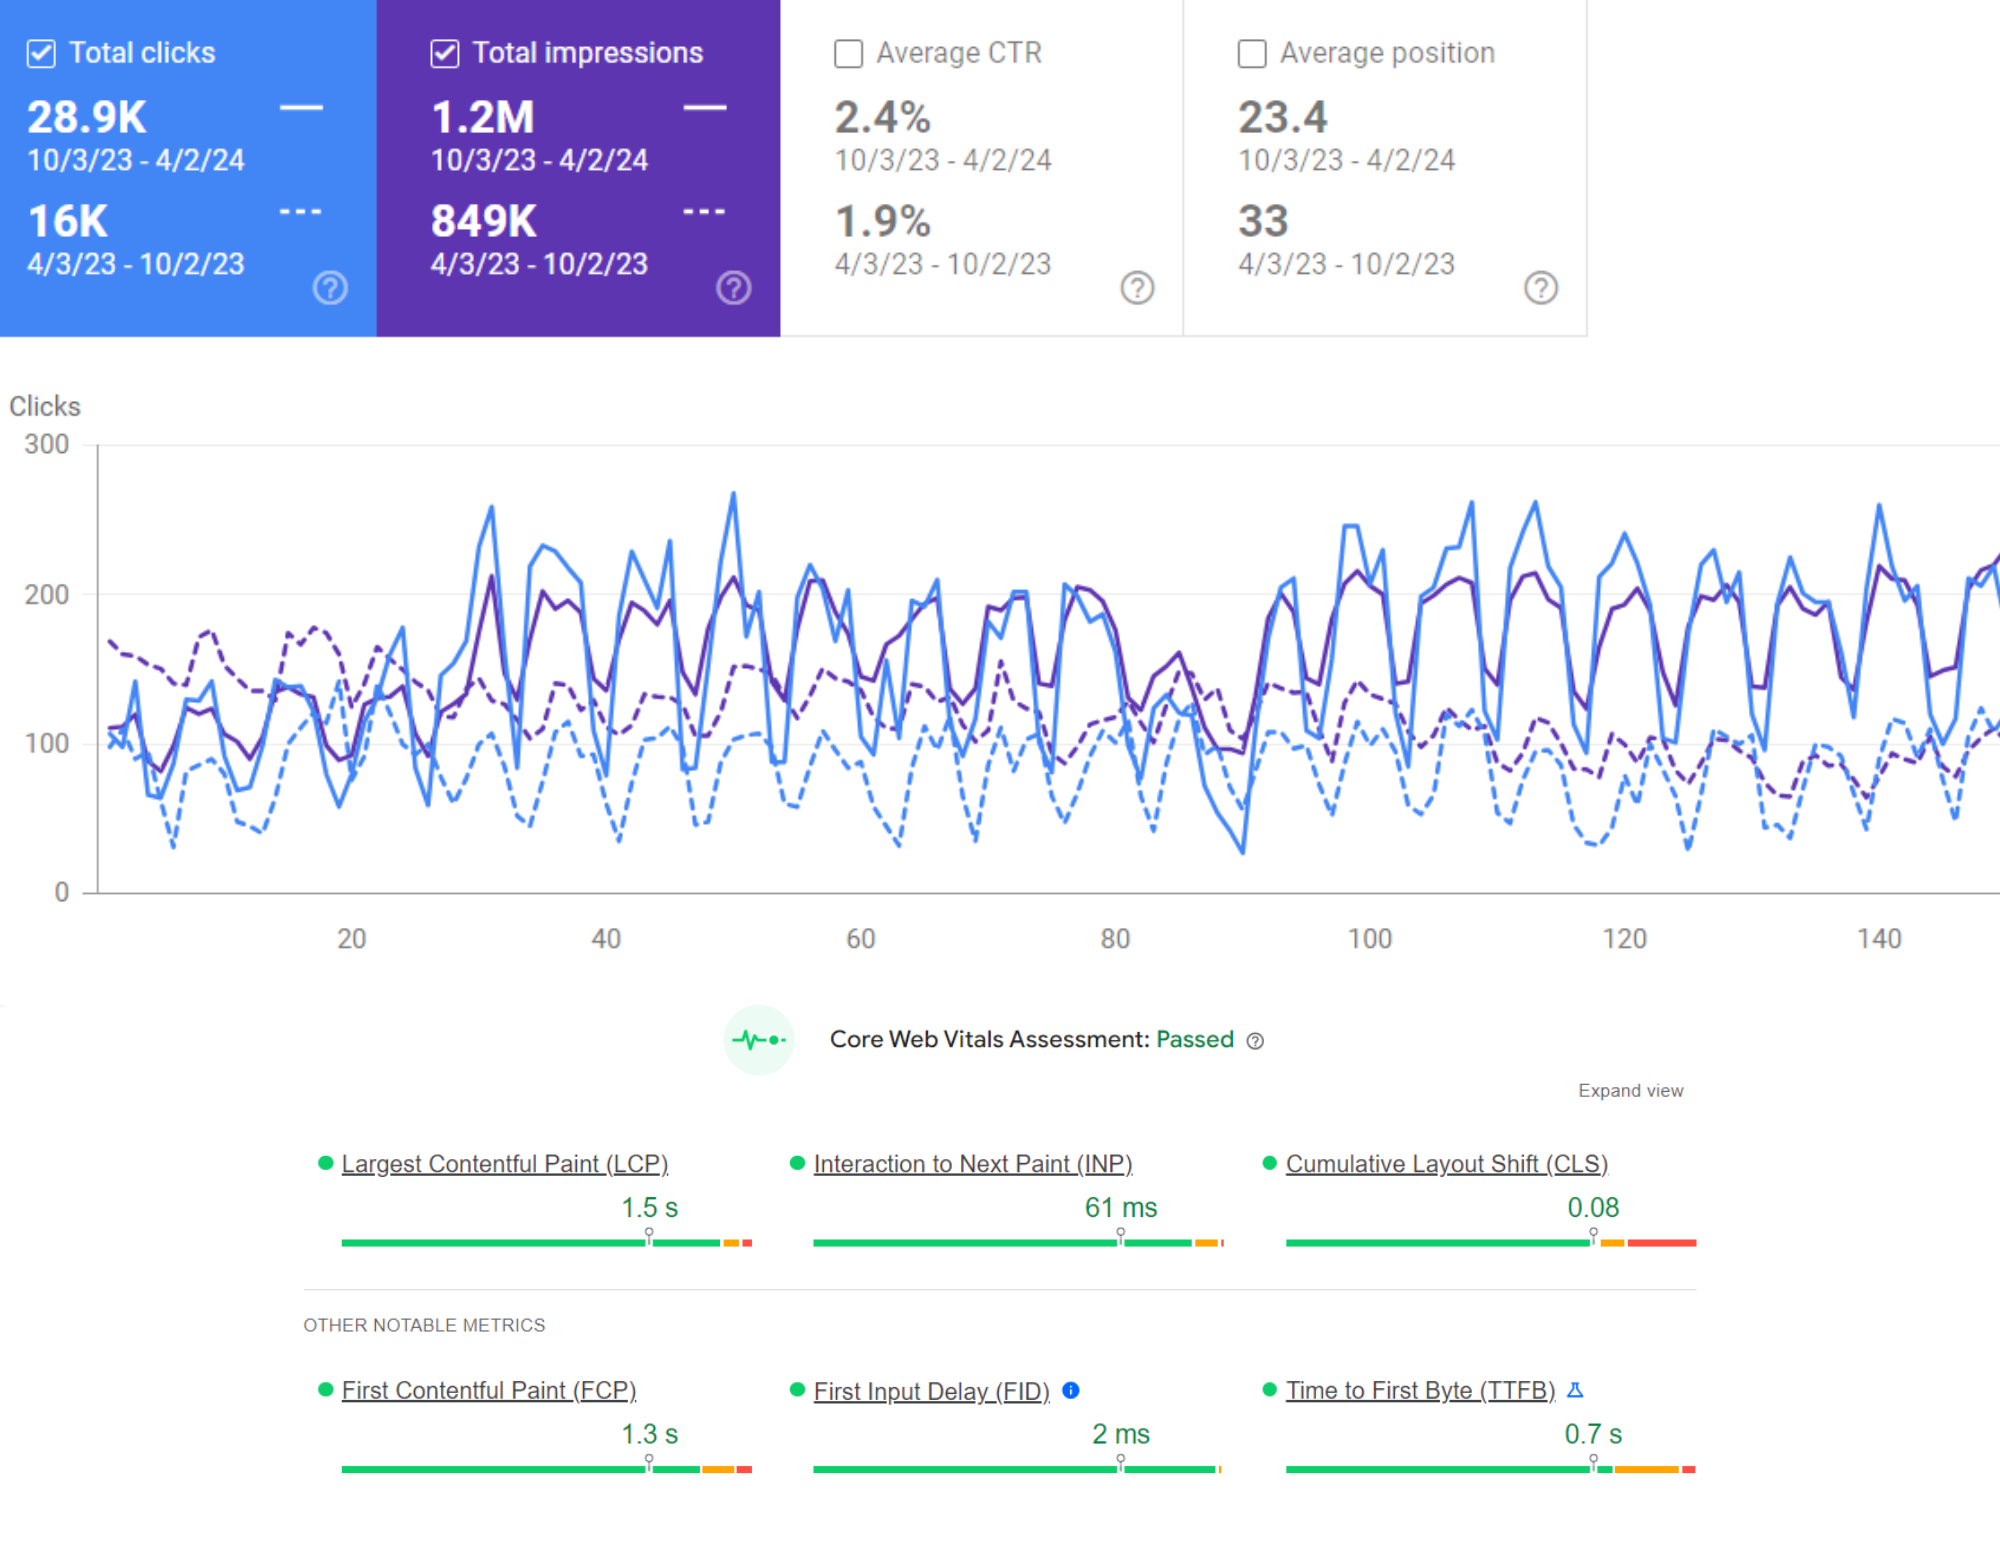 Total clicks
28.9K
10/3/23 - 4/2/24
16K
4/3/23 - 10/2/23
Total impressions
1.2M
10/3/23 - 4/2/24
849K
4/3/23 - 10/2/23
Average CTR
2.4%
10/3/23 - 4/2/24
1.9%
4/3/23 - 10/2/23
Average position
23.4
10/3/23 - 4/2/24
33
4/3/23 - 10/2/23
Clicks
300
200
100
0
20 40 60 80 100 120 140
Core Web Vitals Assessment: Passed
Expand view
Largest Contentful Paint (LCP)
1.5 s
Interaction to Next Paint (INP)
61 ms
Cumulative Layout Shift (CLS)
0.08
OTHER NOTABLE METRICS
First Contentful Paint (FCP)
1.3 s
First Input Delay (FID)
2 ms
Time to First Byte (TTFB)
0.7 s